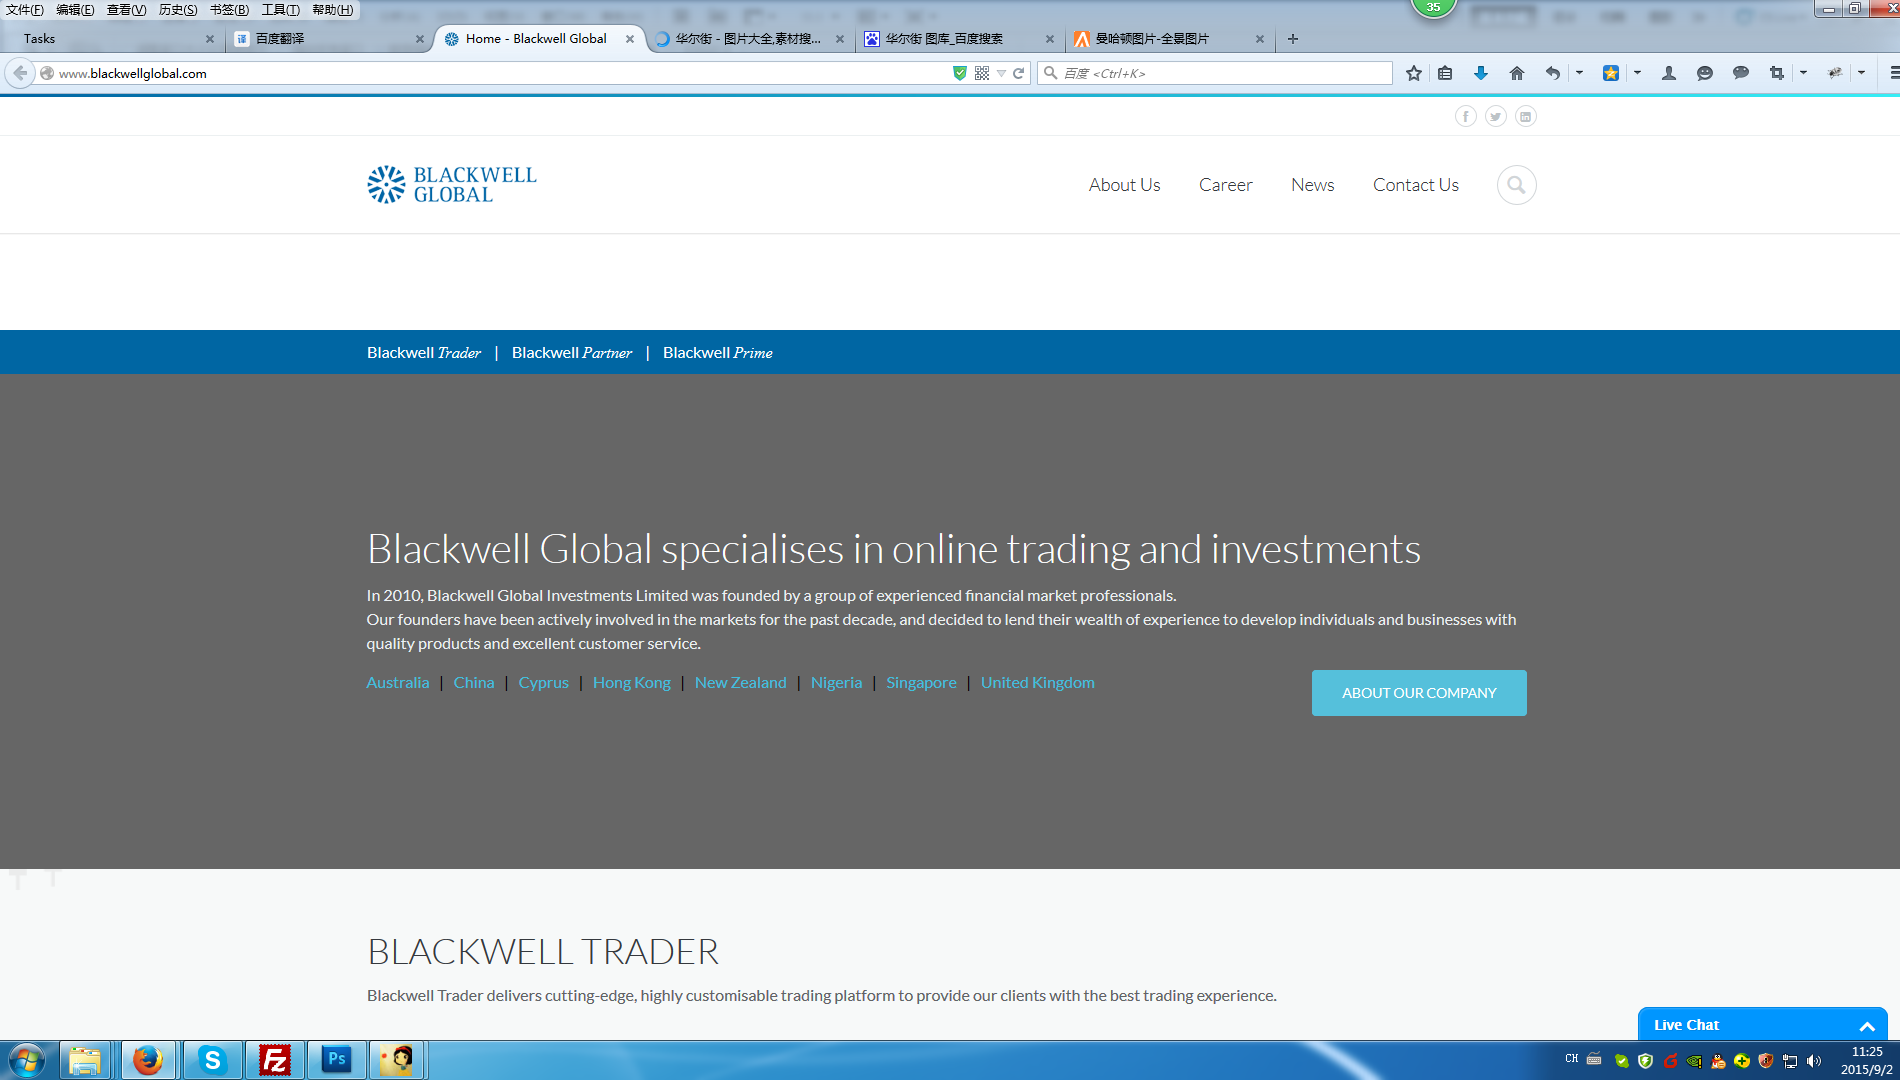 35
文件(F) 编辑(E) 查看(V) 历史(S) 书签(B) 工具(T) 帮助(H)
Tasks 百度翻译 Home - Blackwell Global 华尔街 - 图片大全,素材搜... 华尔街 图库_百度搜索 曼哈顿图片-全景图片
www.blackwellglobal.com 百度 <Ctrl+K>
BLACKWELL
GLOBAL
About Us Career News Contact Us
Blackwell Trader | Blackwell Partner | Blackwell Prime
Blackwell Global specialises in online trading and investments
In 2010, Blackwell Global Investments Limited was founded by a group of experienced financial market professionals.
Our founders have been actively involved in the markets for the past decade, and decided to lend their wealth of experience to develop individuals and businesses with
quality products and excellent customer service.
Australia | China | Cyprus | Hong Kong | New Zealand | Nigeria | Singapore | United Kingdom
ABOUT OUR COMPANY
BLACKWELL TRADER
Blackwell Trader delivers cutting-edge, highly customisable trading platform to provide our clients with the best trading experience.
Live Chat
S Fz Ps CH 11:25
2015/9/2